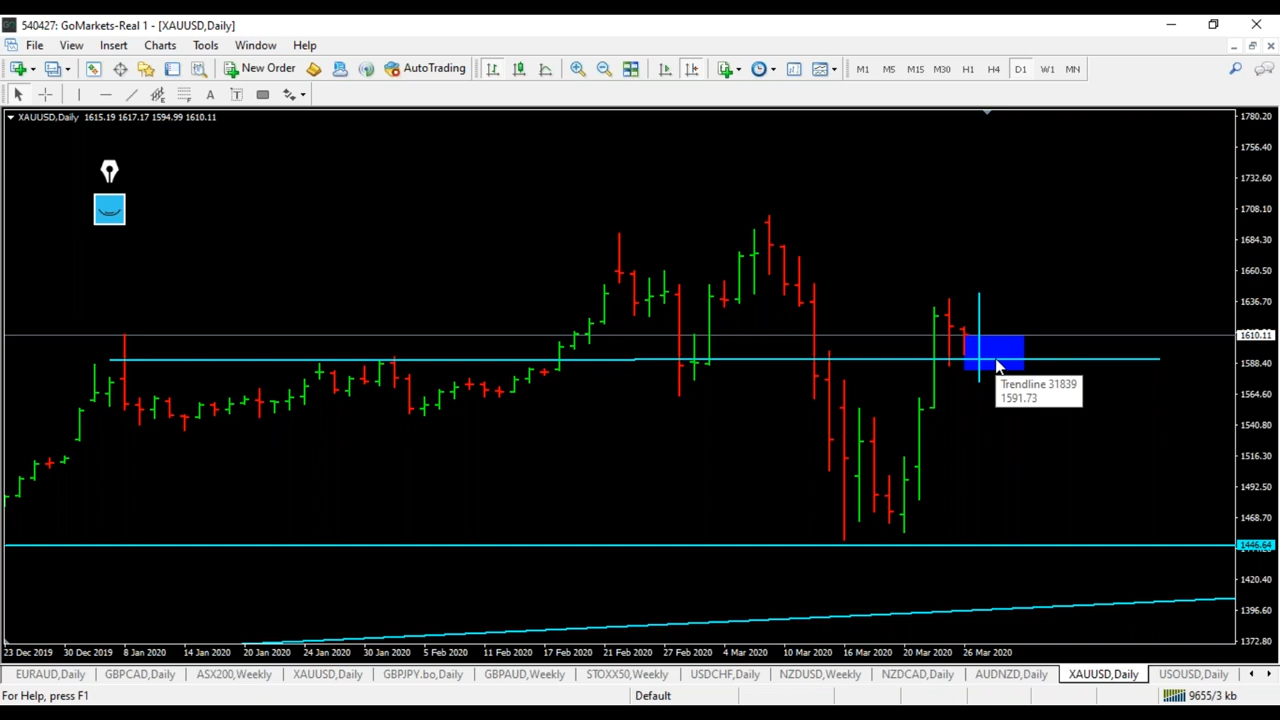 540427: GoMarkets-Real 1 - [XAUUSD,Daily]
File View Insert Charts Tools Window Help
New Order AutoTrading M1 M5 M15 M30 H1 H4 D1 W1 MN
A T
XAUUSD,Daily 1615.19 1617.17 1594.99 1610.11
1780.20
1756.40
1732.60
1708.10
1684.30
1660.50
1636.70
1610.11
1588.40
Trendline 31839
1591.73
1564.60
1540.80
1516.30
1492.50
1468.70
1446.64
1420.40
1396.60
1372.80
23 Dec 2019 30 Dec 2019 8 Jan 2020 14 Jan 2020 20 Jan 2020 24 Jan 2020 30 Jan 2020 5 Feb 2020 11 Feb 2020 17 Feb 2020 21 Feb 2020 27 Feb 2020 4 Mar 2020 10 Mar 2020 16 Mar 2020 20 Mar 2020 26 Mar 2020
EURAUD,Daily GBPCAD,Daily ASX200,Weekly XAUUSD,Daily GBPJPY.bo,Daily GBPAUD,Weekly STOXX50,Weekly USDCHF,Daily NZDUSD,Weekly NZDCAD,Daily AUDNZD,Daily XAUUSD,Daily USOUSD,Daily
For Help, press F1 Default 9655/3 kb